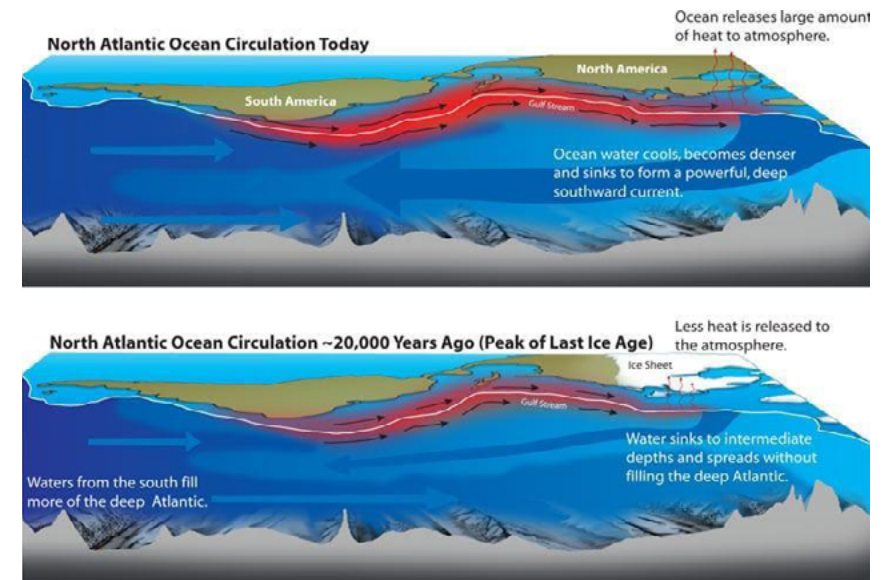 Ocean releases large amount
of heat to atmosphere.
North Atlantic Ocean Circulation Today
North America
South America
Gulf Stream
Ocean water cools, becomes denser
and sinks to form a powerful, deep
southward current.
North Atlantic Ocean Circulation ~20,000 Years Ago (Peak of Last Ice Age)
Less heat is released to
the atmosphere.
Ice Sheet
Gulf Stream
Water sinks to intermediate
depths and spreads without
filling the deep Atlantic.
Waters from the south fill
more of the deep Atlantic.